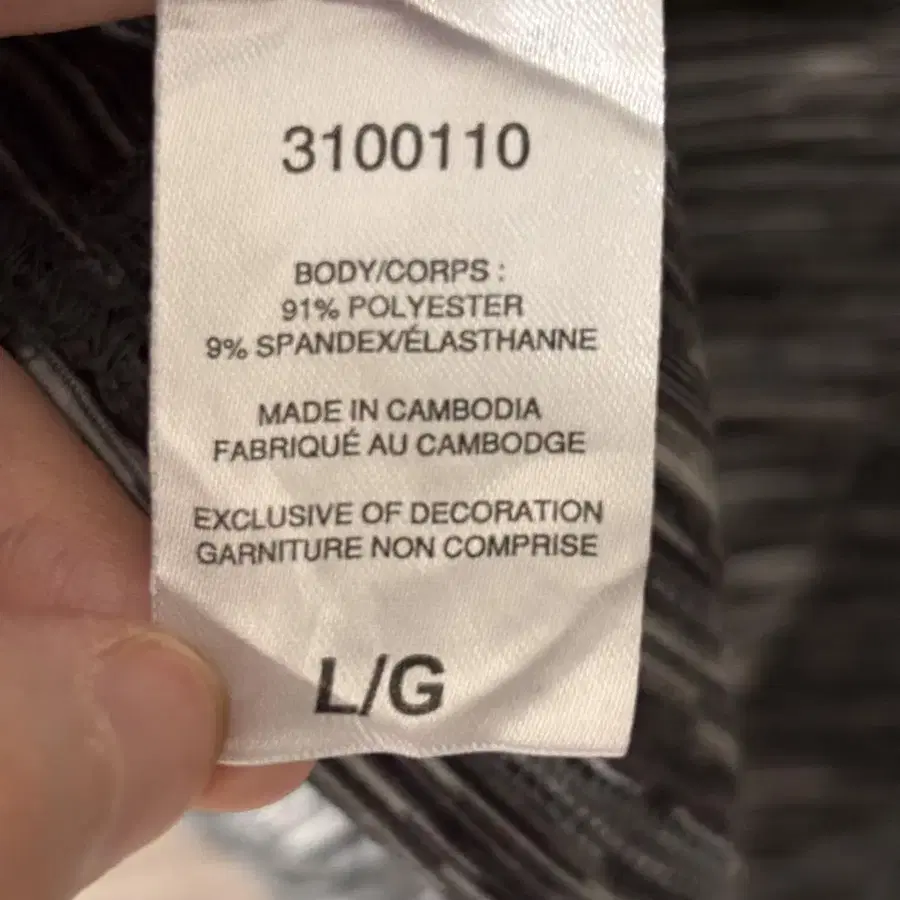 3100110
BODY/CORPS :
91% POLYESTER
9% SPANDEX/ÉLASTHANNE
MADE IN CAMBODIA
FABRIQUÉ AU CAMBODGE
EXCLUSIVE OF DECORATION
GARNITURE NON COMPRISE
L/G